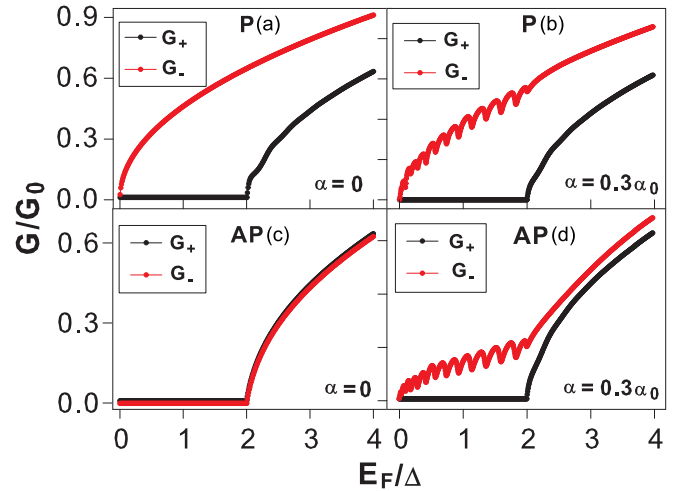 P(a)
G+
G-
α = 0
P(b)
G+
G-
α = 0.3α0
AP(c)
G+
G-
α = 0
AP(d)
G+
G-
α = 0.3α0
0.9
0.6
0.3
0.0
0.6
0.3
0.0
G/G0
0 1 2 3 4
0 1 2 3 4
EF/Δ